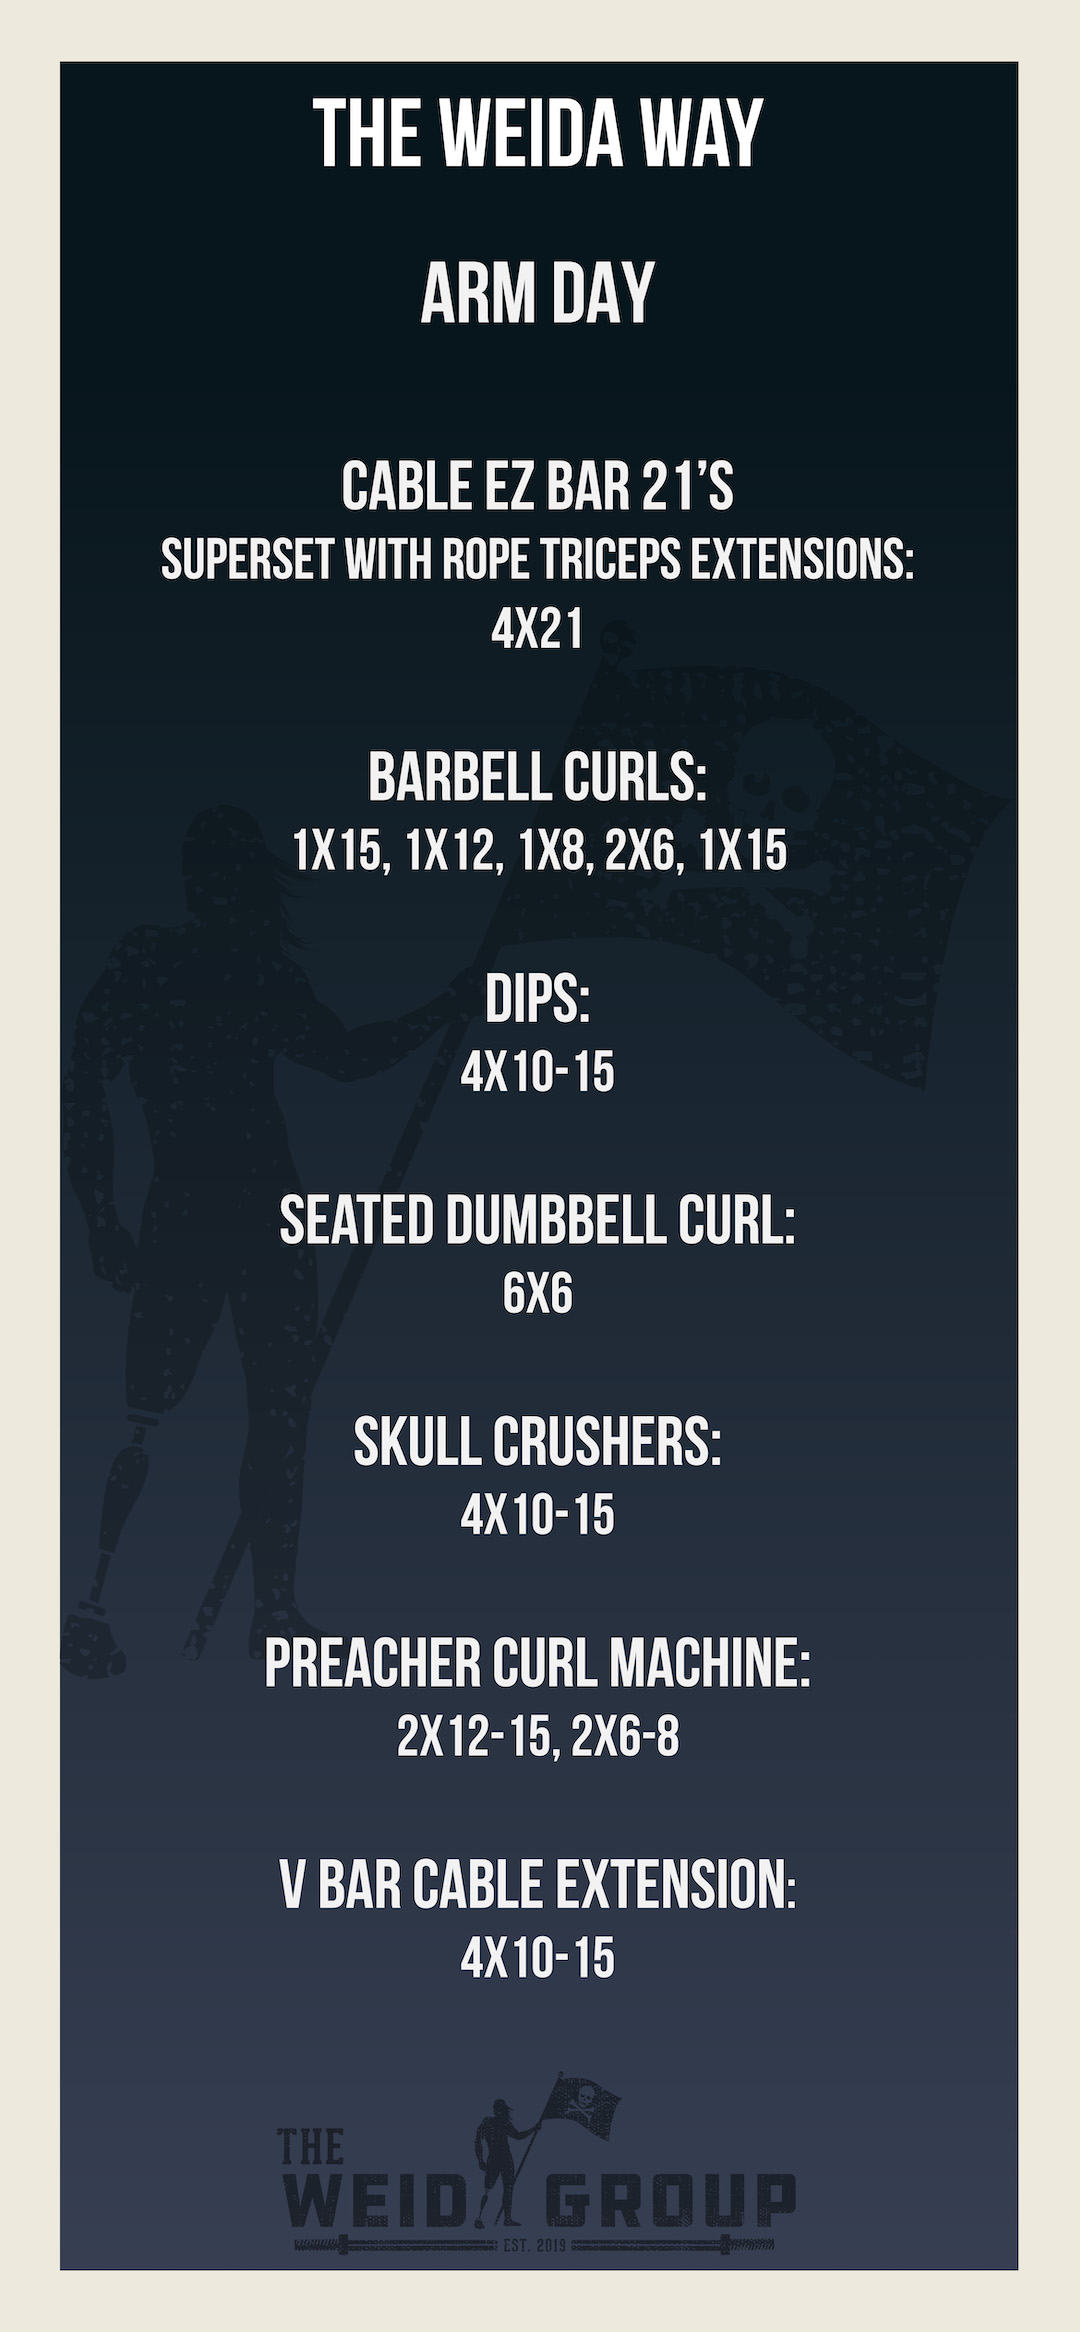 THE WEIDA WAY
ARM DAY
CABLE EZ BAR 21'S
SUPERSET WITH ROPE TRICEPS EXTENSIONS:
4X21
BARBELL CURLS:
1X15, 1X12, 1X8, 2X6, 1X15
DIPS:
4X10-15
SEATED DUMBBELL CURL:
6X6
SKULL CRUSHERS:
4X10-15
PREACHER CURL MACHINE:
2X12-15, 2X6-8
V BAR CABLE EXTENSION:
4X10-15
THE
WEID GROUP
EST. 2019